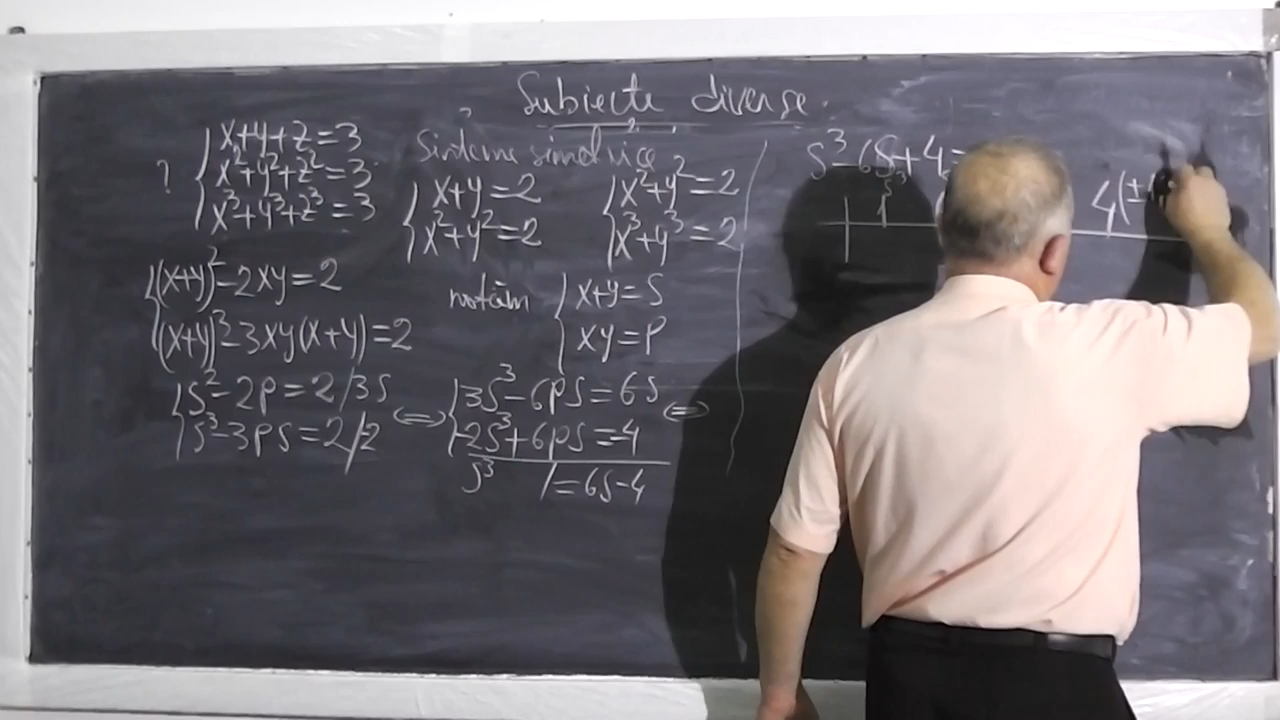 Subiecte diverse.
? { x+y+z=3
x²+y²+z²=3
x³+y³+z³=3
Sisteme simetrice
{ x+y=2
x²+y²=2
{ x²+y²=2
x³+y³=2
{ (x+y)²-2xy=2
(x+y)³-3xy(x+y)=2
notăm { x+y=S
xy=P
{ S²-2P=2/3S
S³-3PS=2/2
⇔ { 3S³-6PS=6S
-2S³+6PS=-4
S³ / =6S-4
⇔
S³-6S+4=
S³
4(±